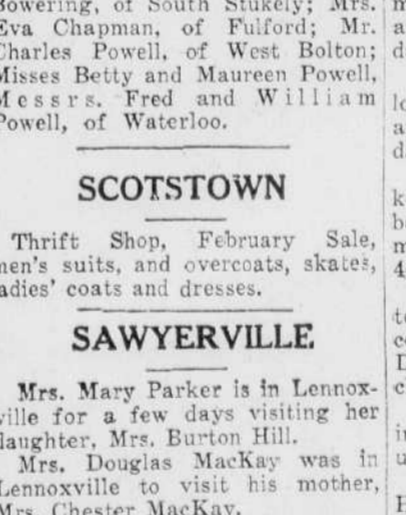 Bowering, of South Stukely; Mrs.
Eva Chapman, of Fulford; Mr.
Charles Powell, of West Bolton;
Misses Betty and Maureen Powell,
Messrs. Fred and William
Powell, of Waterloo.
SCOTSTOWN
Thrift Shop, February Sale,
men's suits, and overcoats, skates,
ladies' coats and dresses.
SAWYERVILLE
Mrs. Mary Parker is in Lennox-
ville for a few days visiting her
daughter, Mrs. Burton Hill.
Mrs. Douglas MacKay was in
Lennoxville to visit his mother,
Mrs. Chester MacKay.